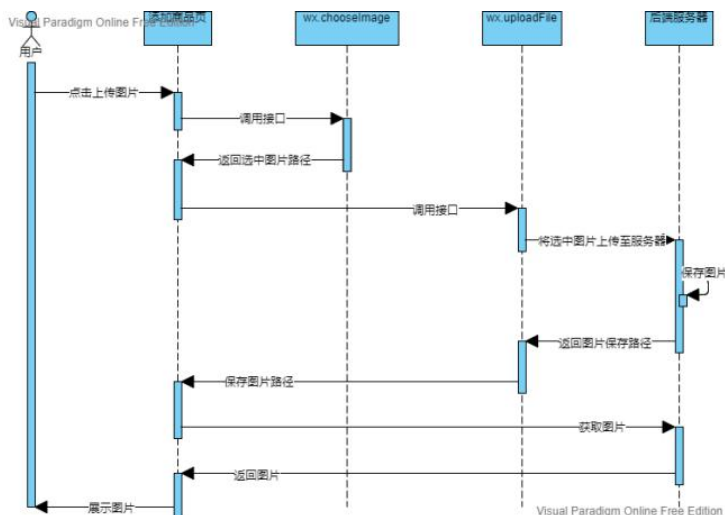 Visual Paradigm Online Free Edition
添加商品页
wx.chooseImage
wx.uploadFile
后端服务器
用户
点击上传图片
调用接口
返回选中图片路径
调用接口
将选中图片上传至服务器
保存图片
返回图片保存路径
保存图片路径
获取图片
返回图片
展示图片
Visual Paradigm Online Free Edition